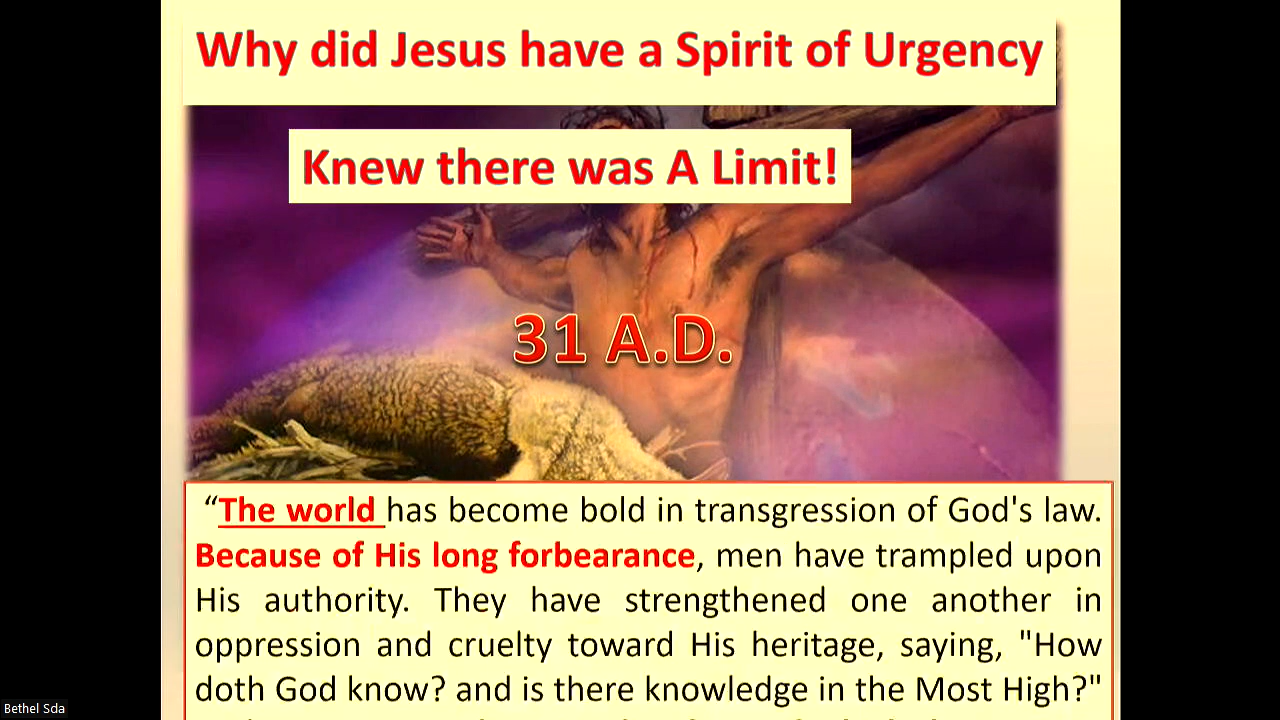 Why did Jesus have a Spirit of Urgency
Knew there was A Limit!
31 A.D.
“The world has become bold in transgression of God's law.
Because of His long forbearance, men have trampled upon
His authority. They have strengthened one another in
oppression and cruelty toward His heritage, saying, "How
doth God know? and is there knowledge in the Most High?"
Bethel Sda